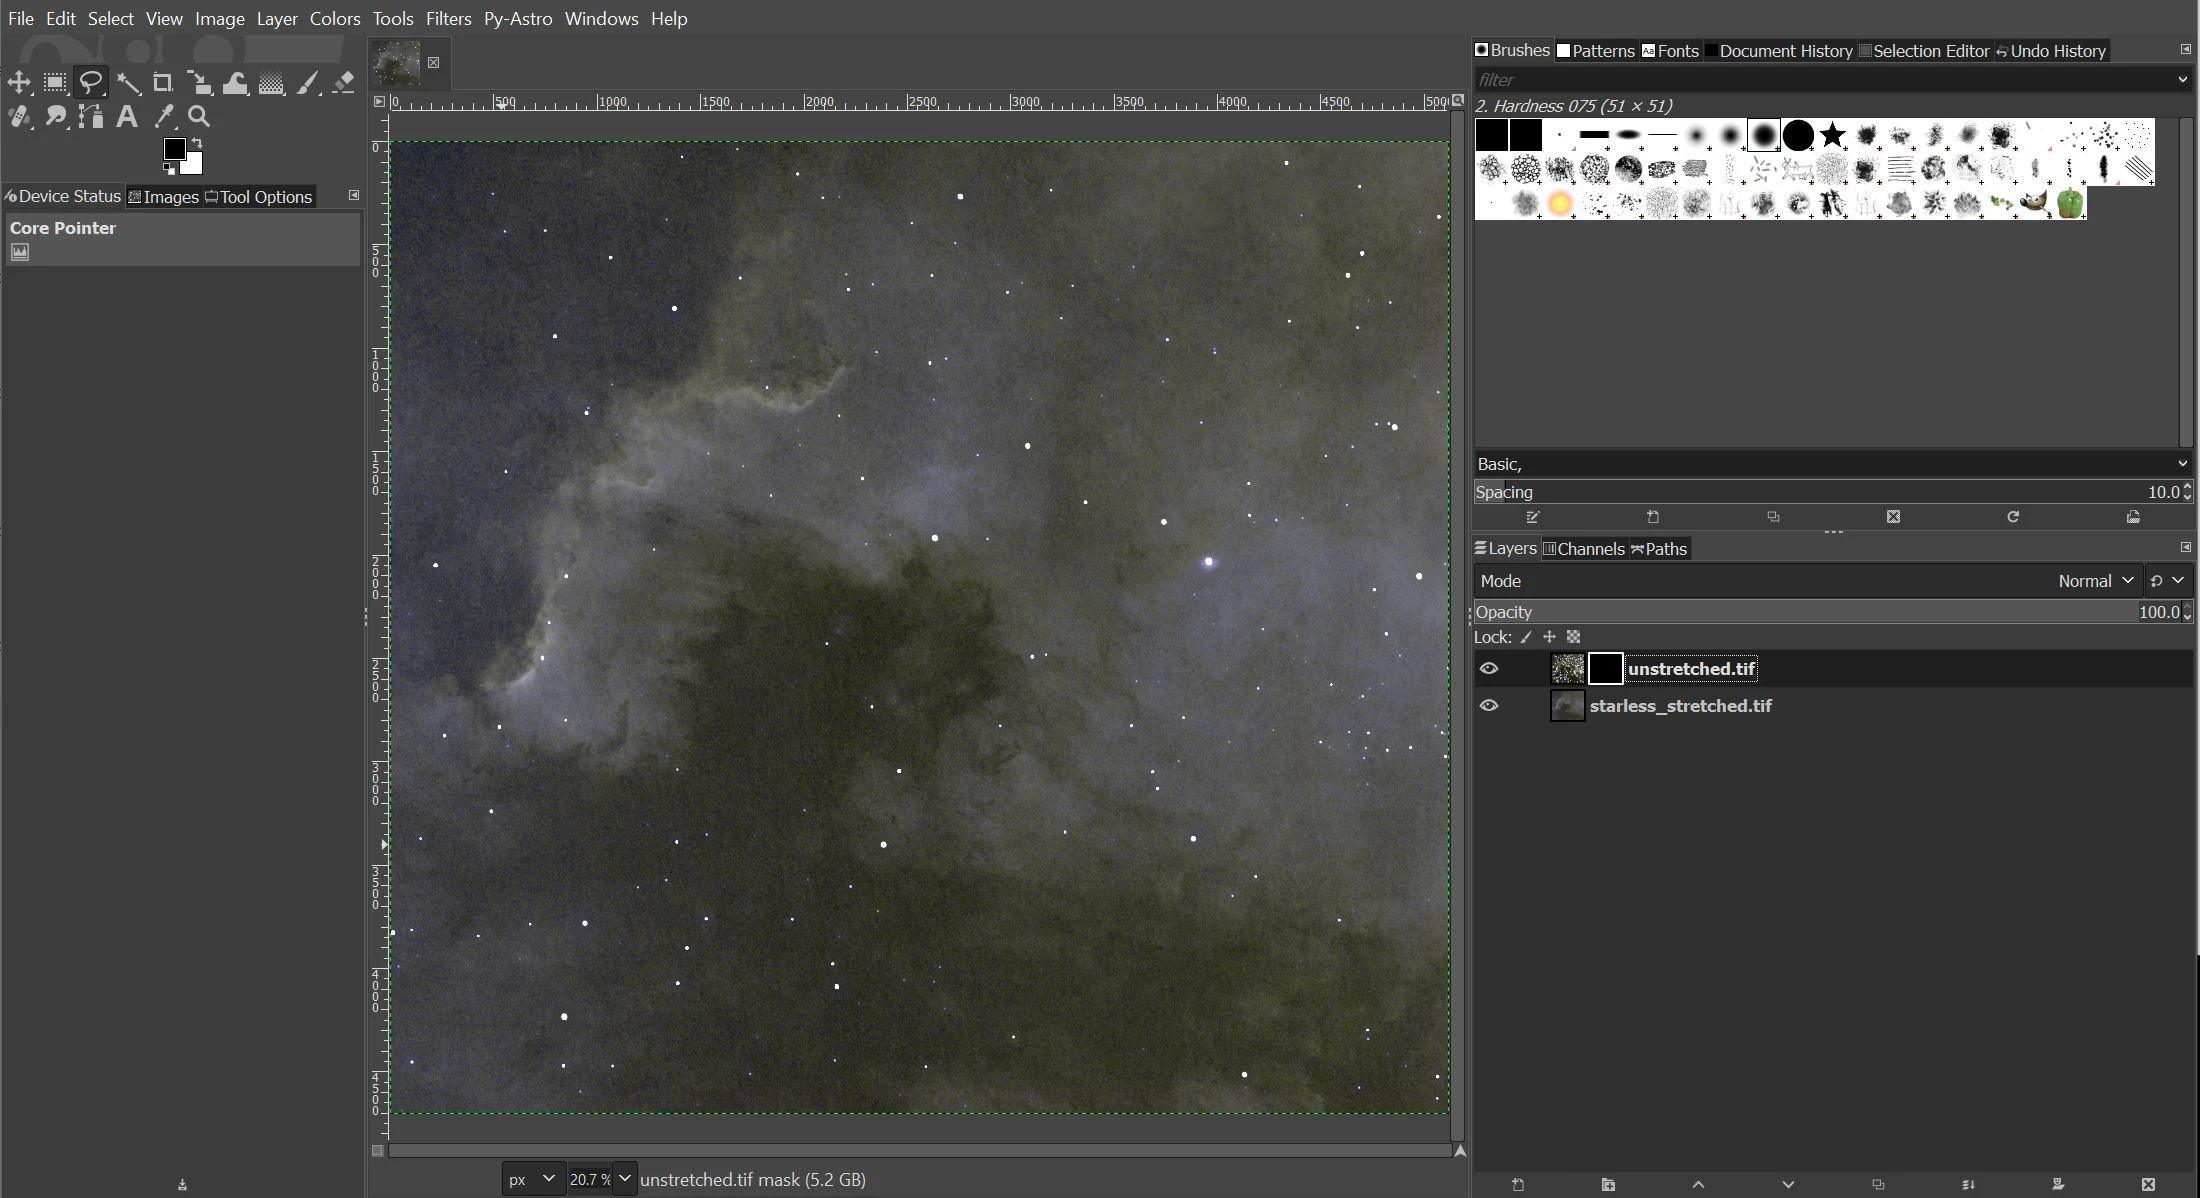 File Edit Select View Image Layer Colors Tools Filters Py-Astro Windows Help
Device Status Images Tool Options
Core Pointer
0 500 1000 1500 2000 2500 3000 3500 4000 4500 500
0
500
1000
1500
2000
2500
3000
3500
4000
4500
px 20.7 % unstretched.tif mask (5.2 GB)
Brushes Patterns Aa Fonts Document History Selection Editor Undo History
filter
2. Hardness 075 (51 × 51)
Basic,
Spacing 10.0
Layers Channels Paths
Mode Normal
Opacity 100.0
Lock:
unstretched.tif
starless_stretched.tif